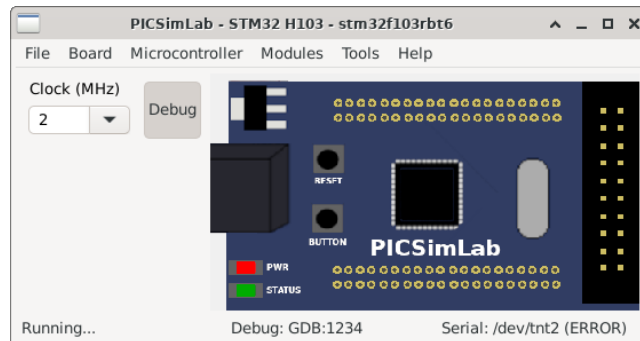 PICSimLab - STM32 H103 - stm32f103rbt6
File Board Microcontroller Modules Tools Help
Clock (MHz)
2
Debug
RESET
BUTTON
PICSimLab
PWR
STATUS
Running...
Debug: GDB:1234
Serial: /dev/tnt2 (ERROR)